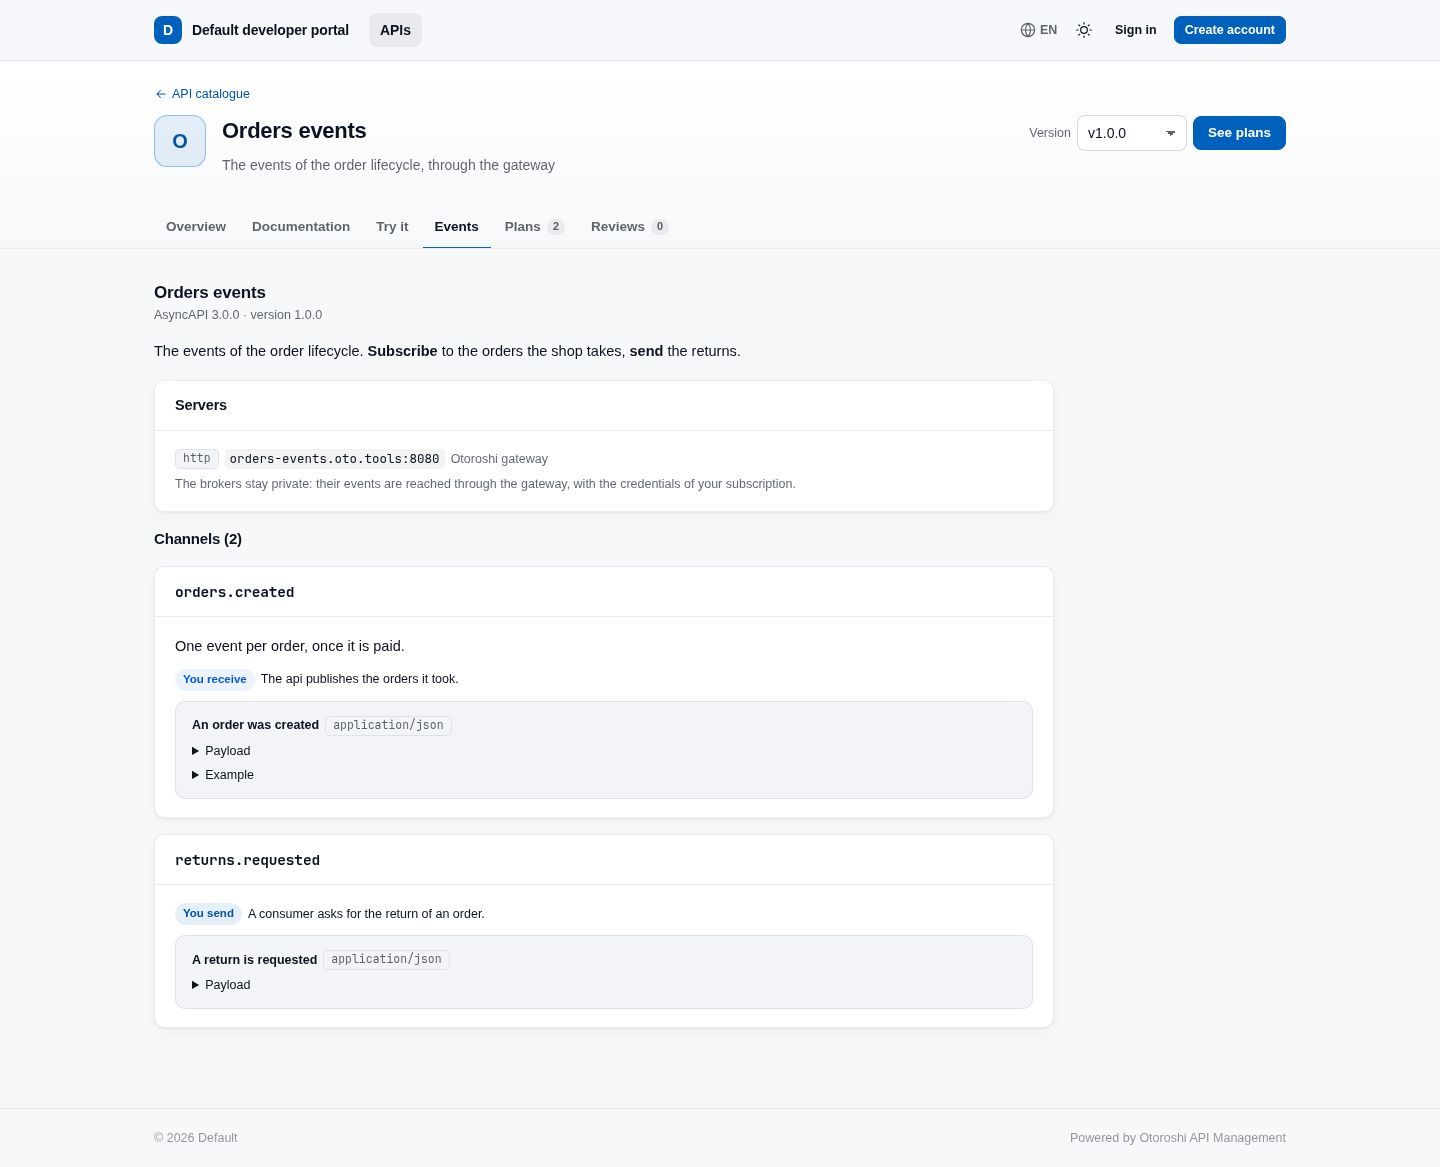 D Default developer portal APIs EN Sign in Create account
← API catalogue
O Orders events Version v1.0.0 See plans
The events of the order lifecycle, through the gateway
Overview Documentation Try it Events Plans 2 Reviews 0
Orders events
AsyncAPI 3.0.0 · version 1.0.0
The events of the order lifecycle. Subscribe to the orders the shop takes, send the returns.
Servers
http orders-events.oto.tools:8080 Otoroshi gateway
The brokers stay private: their events are reached through the gateway, with the credentials of your subscription.
Channels (2)
orders.created
One event per order, once it is paid.
You receive The api publishes the orders it took.
An order was created application/json
Payload
Example
returns.requested
You send A consumer asks for the return of an order.
A return is requested application/json
Payload
© 2026 Default Powered by Otoroshi API Management